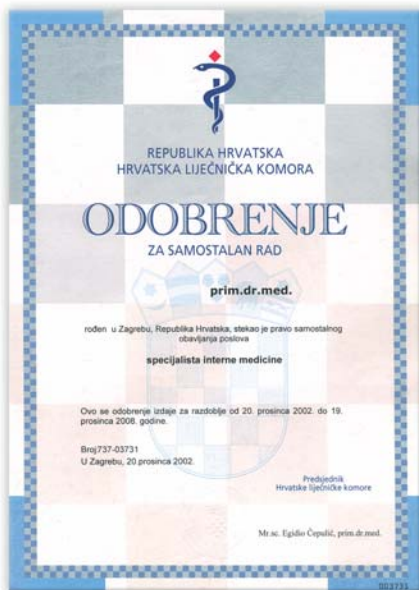 REPUBLIKA HRVATSKA
HRVATSKA LIJEČNIČKA KOMORA
ODOBRENJE
ZA SAMOSTALAN RAD
prim.dr.med.
rođen u Zagrebu, Republika Hrvatska, stekao je pravo samostalnog
obavljanja poslova
specijalista interne medicine
Ovo se odobrenje izdaje za razdoblje od 20. prosinca 2002. do 19.
prosinca 2008. godine.
Broj:737-03731
U Zagrebu, 20.prosinca 2002.
Predsjednik
Hrvatske liječničke komore
Mr.sc. Egidio Čepulić, prim.dr.med.
003731